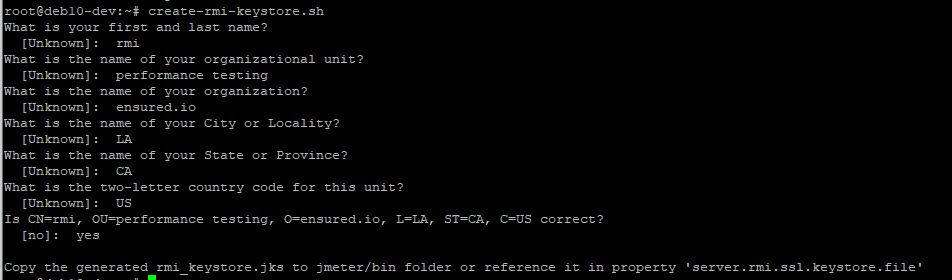 root@deb10-dev:~# create-rmi-keystore.sh
What is your first and last name?
  [Unknown]:  rmi
What is the name of your organizational unit?
  [Unknown]:  performance testing
What is the name of your organization?
  [Unknown]:  ensured.io
What is the name of your City or Locality?
  [Unknown]:  LA
What is the name of your State or Province?
  [Unknown]:  CA
What is the two-letter country code for this unit?
  [Unknown]:  US
Is CN=rmi, OU=performance testing, O=ensured.io, L=LA, ST=CA, C=US correct?
  [no]:  yes

Copy the generated rmi_keystore.jks to jmeter/bin folder or reference it in property 'server.rmi.ssl.keystore.file'